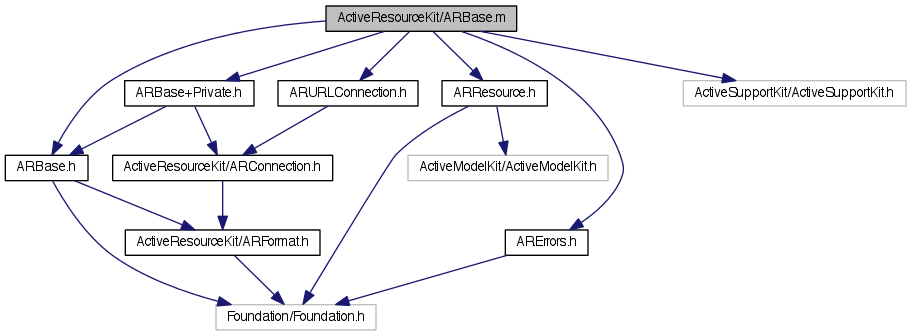 ActiveResourceKit/ARBase.m
ARBase+Private.h
ARURLConnection.h
ARResource.h
ActiveSupportKit/ActiveSupportKit.h
ARBase.h
ActiveResourceKit/ARConnection.h
ActiveModelKit/ActiveModelKit.h
ActiveResourceKit/ARFormat.h
ARErrors.h
Foundation/Foundation.h